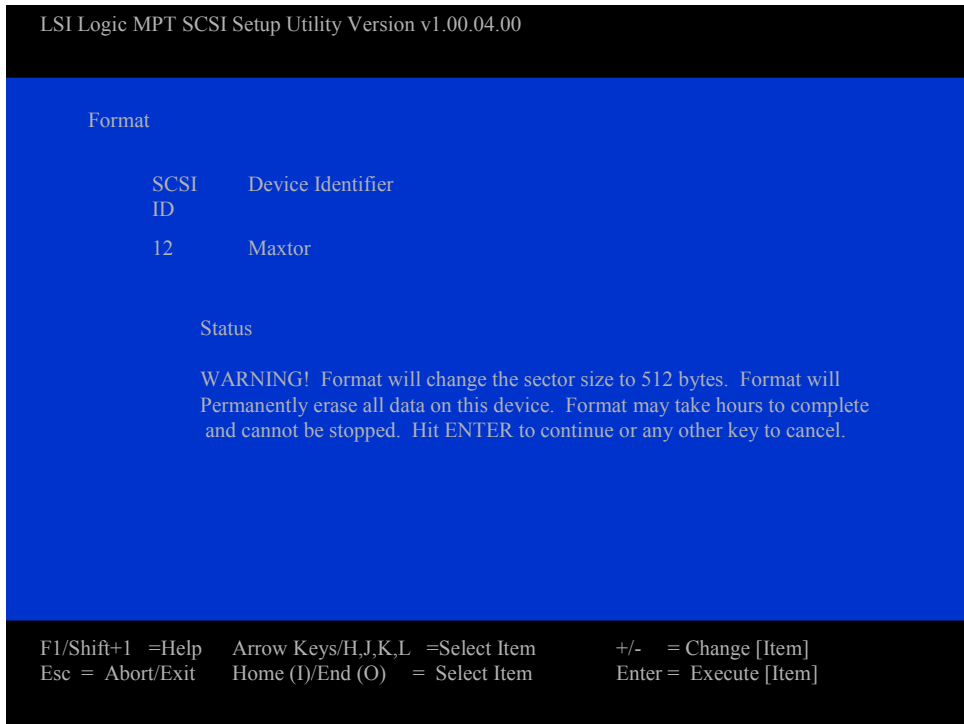 LSI Logic MPT SCSI Setup Utility Version v1.00.04.00
Format
SCSI ID Device Identifier
12 Maxtor
Status
WARNING! Format will change the sector size to 512 bytes. Format will
Permanently erase all data on this device. Format may take hours to complete
and cannot be stopped. Hit ENTER to continue or any other key to cancel.
F1/Shift+1 =Help Arrow Keys/H,J,K,L =Select Item +/- = Change [Item]
Esc = Abort/Exit Home (I)/End (O) = Select Item Enter = Execute [Item]